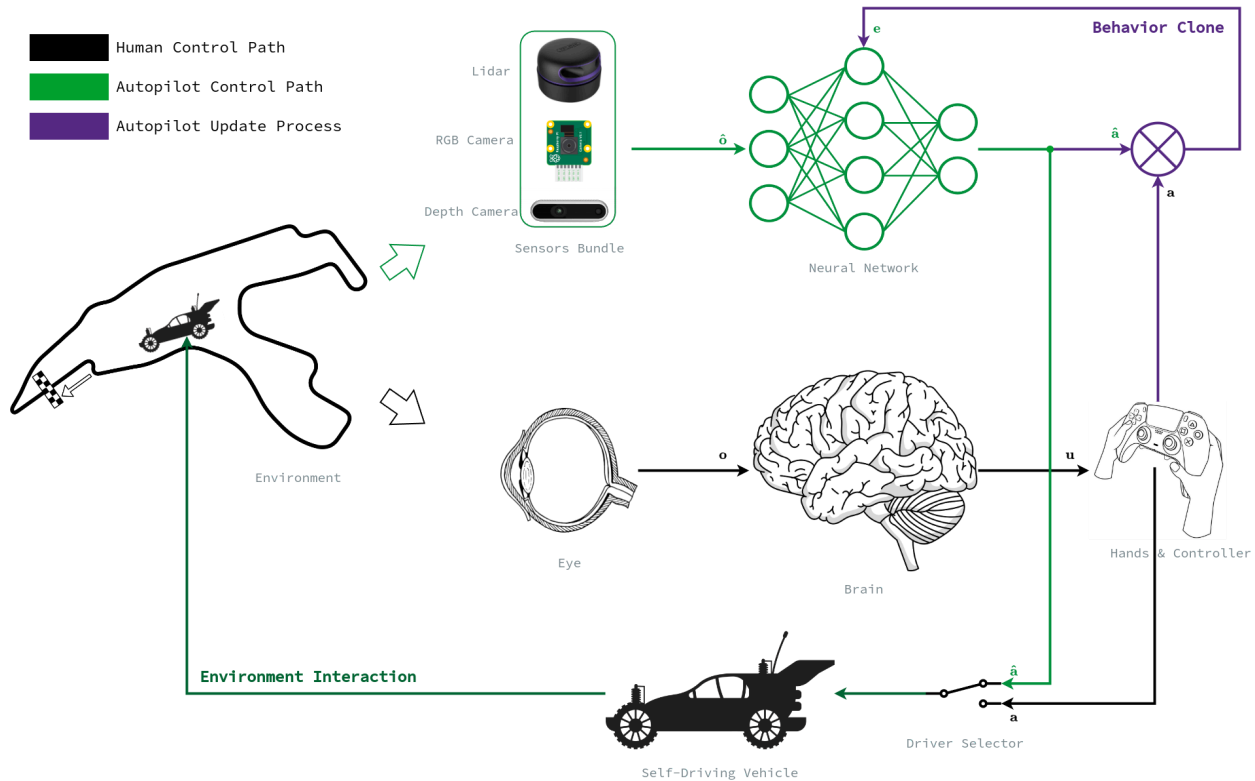 Human Control Path
Autopilot Control Path
Autopilot Update Process
Lidar
RGB Camera
Depth Camera
Sensors Bundle
ô
e
Neural Network
Behavior Clone
â
a
Environment
Eye
o
Brain
u
Hands & Controller
Environment Interaction
Self-Driving Vehicle
â
a
Driver Selector